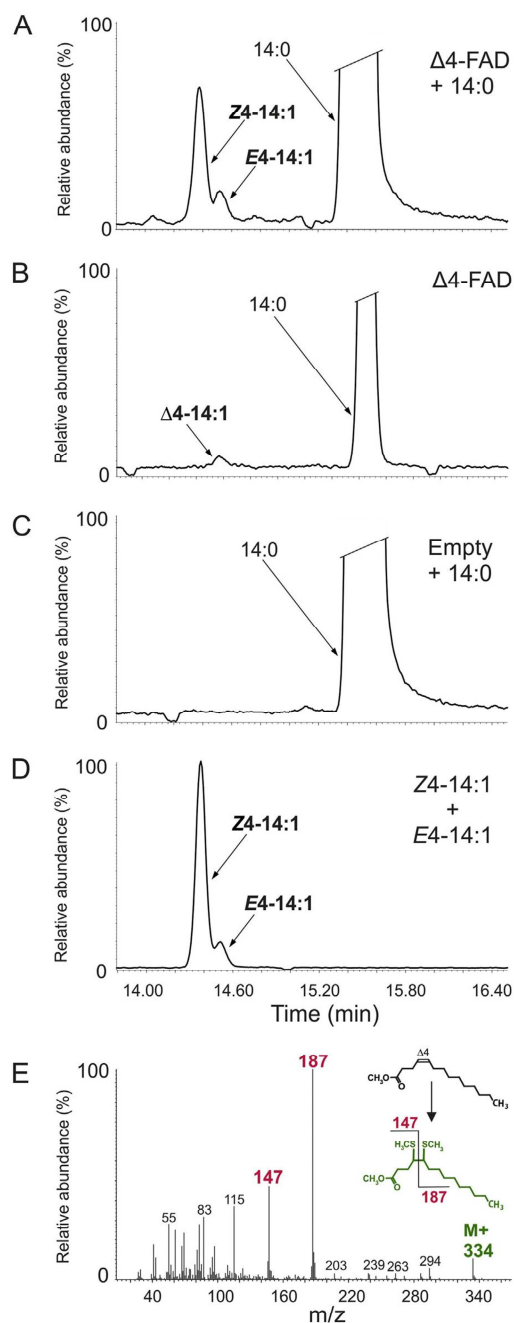 A
100
Relative abundance (%)
0
14:0
Z4-14:1
E4-14:1
Δ4-FAD
+ 14:0
B
100
Relative abundance (%)
0
14:0
Δ4-14:1
Δ4-FAD
C
100
Relative abundance (%)
0
14:0
Empty
+ 14:0
D
100
Relative abundance (%)
0
Z4-14:1
E4-14:1
Z4-14:1
+
E4-14:1
14.00 14.60 15.20 15.80 16.40
Time (min)
E
100
Relative abundance (%)
0
187
147
115
83
55
203 239 263 294
M+
334
Δ4
CH₃O
O
CH₃
147
H₃CS SCH₃
CH₃O
O
187
CH₃
40 100 160 220 280 340
m/z